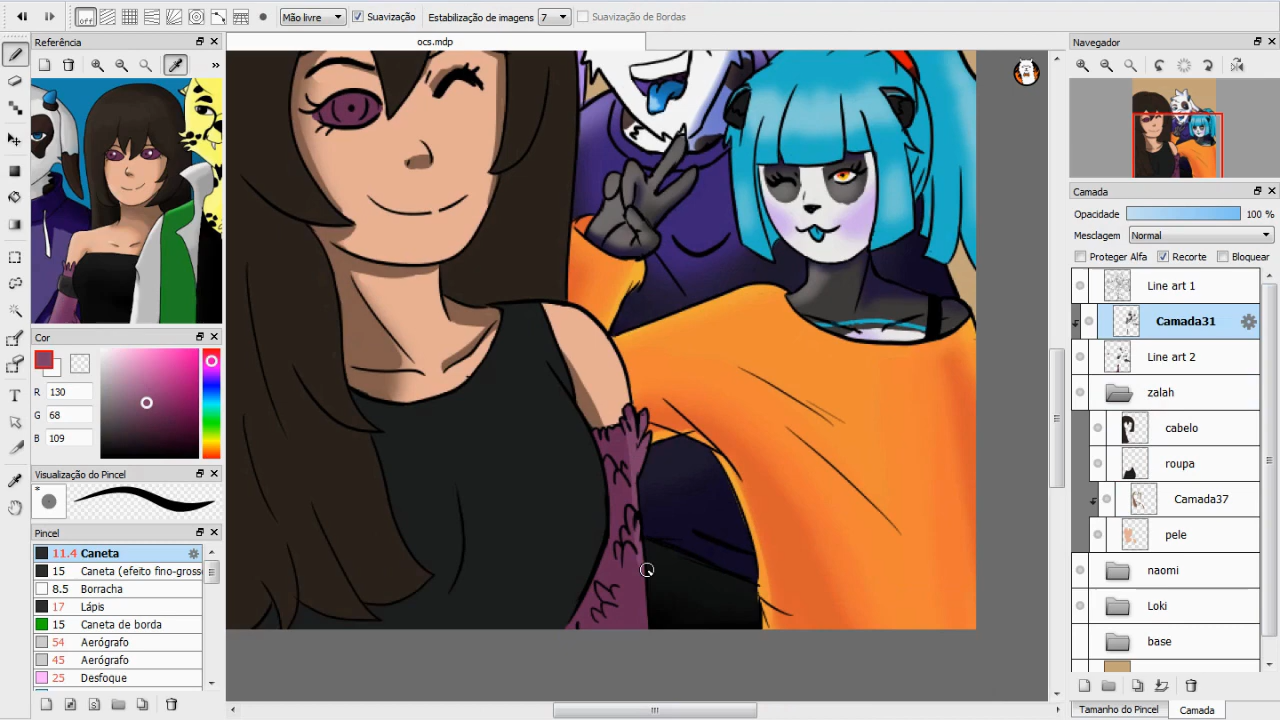 off
Mão livre
Suavização
Estabilização de imagens 7
Suavização de Bordas
Referência
ocs.mdp
Navegador
Camada
Opacidade 100 %
Mesclagem Normal
Proteger Alfa
Recorte
Bloquear
Line art 1
Camada31
Line art 2
zalah
cabelo
roupa
Camada37
pele
naomi
Loki
base
Cor
R 130
G 68
B 109
Visualização do Pincel
Pincel
11.4 Caneta
15 Caneta (efeito fino-gross
8.5 Borracha
17 Lápis
15 Caneta de borda
54 Aerógrafo
45 Aerógrafo
25 Desfoque
Tamanho do Pincel
Camada